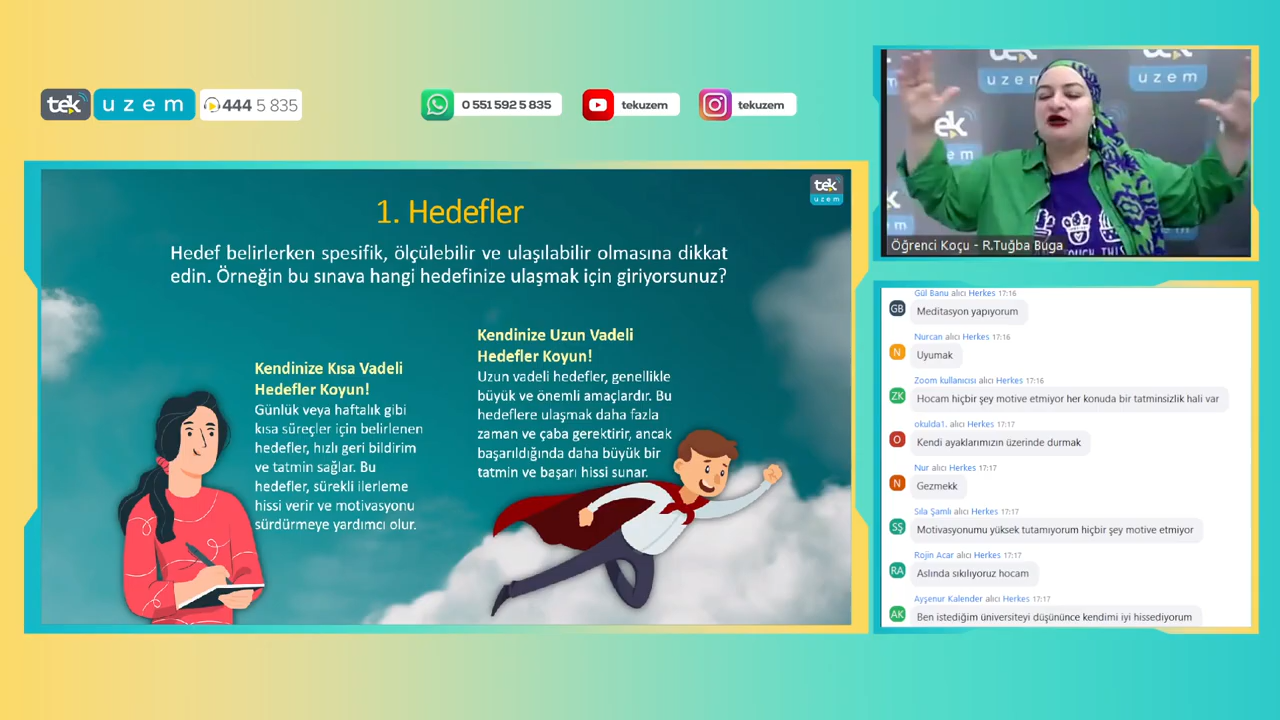 tek
uzem
444 5 835
0 551 592 5 835
tekuzem
tekuzem
tek
uzem
1. Hedefler
Hedef belirlerken spesifik, ölçülebilir ve ulaşılabilir olmasına dikkat
edin. Örneğin bu sınava hangi hedefinize ulaşmak için giriyorsunuz?
Kendinize Kısa Vadeli
Hedefler Koyun!
Günlük veya haftalık gibi
kısa süreçler için belirlenen
hedefler, hızlı geri bildirim
ve tatmin sağlar. Bu
hedefler, sürekli ilerleme
hissi verir ve motivasyonu
sürdürmeye yardımcı olur.
Kendinize Uzun Vadeli
Hedefler Koyun!
Uzun vadeli hedefler, genellikle
büyük ve önemli amaçlardır. Bu
hedeflere ulaşmak daha fazla
zaman ve çaba gerektirir, ancak
başarıldığında daha büyük bir
tatmin ve başarı hissi sunar.
uzem
uzem
ek
em
Öğrenci Koçu - R.Tuğba Buga
Gül Banu alıcı Herkes 17:16
GB
Meditasyon yapıyorum
Nurcan alıcı Herkes 17:16
N
Uyumak
Zoom kullanıcısı alıcı Herkes 17:16
ZK
Hocam hiçbir şey motive etmiyor her konuda bir tatminsizlik hali var
okulda1. alıcı Herkes 17:17
O
Kendi ayaklarımızın üzerinde durmak
Nur alıcı Herkes 17:17
N
Gezmekk
Sıla Şamlı alıcı Herkes 17:17
SŞ
Motivasyonumu yüksek tutamıyorum hiçbir şey motive etmiyor
Rojin Acar alıcı Herkes 17:17
RA
Aslında sıkılıyoruz hocam
Ayşenur Kalender alıcı Herkes 17:17
AK
Ben istediğim üniversiteyi düşününce kendimi iyi hissediyorum